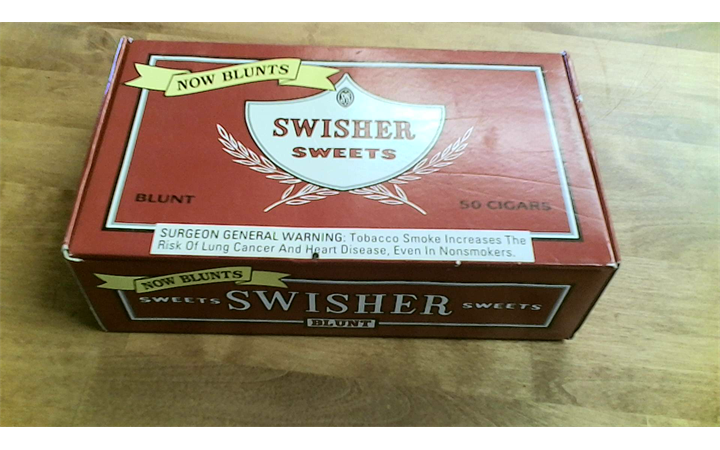 NOW BLUNTS
SWISHER
SWEETS
BLUNT
50 CIGARS
SURGEON GENERAL WARNING: Tobacco Smoke Increases The
Risk Of Lung Cancer And Heart Disease, Even In Nonsmokers.
NOW BLUNTS
SWEETS SWISHER SWEETS
BLUNT